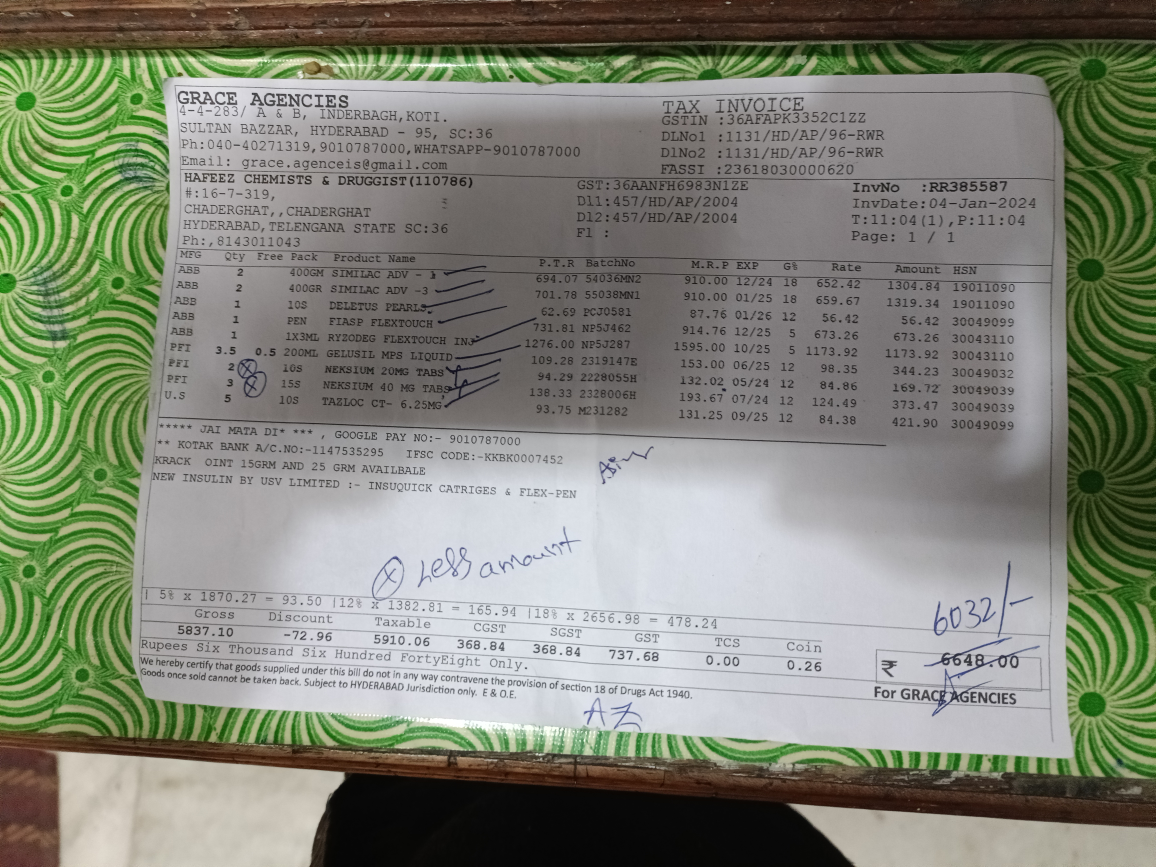 GRACE AGENCIES
4-4-283/ A & B, INDERBAGH,KOTI.
SULTAN BAZZAR, HYDERABAD - 95, SC:36
Ph:040-40271319,9010787000,WHATSAPP-9010787000
Email: grace.agenceis@gmail.com
TAX INVOICE
GSTIN :36AFAPK3352C1ZZ
DLNo1 :1131/HD/AP/96-RWR
DlNo2 :1131/HD/AP/96-RWR
FASSI :23618030000620
HAFEEZ CHEMISTS & DRUGGIST(110786)
#:16-7-319,
CHADERGHAT,,CHADERGHAT
HYDERABAD,TELENGANA STATE SC:36
Ph:,8143011043
GST:36AANFH6983N1ZE
Dl1:457/HD/AP/2004
Dl2:457/HD/AP/2004
Fl :
InvNo :RR385587
InvDate:04-Jan-2024
T:11:04(1),P:11:04
Page: 1 / 1
MFG Qty Free Pack Product Name P.T.R BatchNo M.R.P EXP G% Rate Amount HSN
ABB 2 400GM SIMILAC ADV - 1 694.07 54036MN2 910.00 12/24 18 652.42 1304.84 19011090
ABB 2 400GR SIMILAC ADV -3 701.78 55038MN1 910.00 01/25 18 659.67 1319.34 19011090
ABB 1 10S DELETUS PEARLS 62.69 PCJ0581 87.76 01/26 12 56.42 56.42 30049099
ABB 1 PEN FIASP FLEXTOUCH 731.81 NP5J462 914.76 12/25 5 673.26 673.26 30043110
ABB 1 1X3ML RYZODEG FLEXTOUCH INJ 1276.00 NP5J287 1595.00 10/25 5 1173.92 1173.92 30043110
PFI 3.5 0.5 200ML GELUSIL MPS LIQUID 109.28 2319147E 153.00 06/25 12 98.35 344.23 30049032
PFI 2 10S NEKSIUM 20MG TABS 94.29 2228055H 132.02 05/24 12 84.86 169.72 30049039
PFI 3 15S NEKSIUM 40 MG TABS 138.33 2328006H 193.67 07/24 12 124.49 373.47 30049039
U.S 5 10S TAZLOC CT- 6.25MG 93.75 M231282 131.25 09/25 12 84.38 421.90 30049099
***** JAI MATA DI* *** , GOOGLE PAY NO:- 9010787000
** KOTAK BANK A/C.NO:-1147535295 IFSC CODE:-KKBK0007452
KRACK OINT 15GRM AND 25 GRM AVAILBALE
NEW INSULIN BY USV LIMITED :- INSUQUICK CATRIGES & FLEX-PEN
Less amount
| 5% x 1870.27 = 93.50 |12% x 1382.81 = 165.94 |18% x 2656.98 = 478.24
Gross Discount Taxable CGST SGST GST TCS Coin
5837.10 -72.96 5910.06 368.84 368.84 737.68 0.00 0.26
6032/-
Rupees Six Thousand Six Hundred FortyEight Only.
₹ 6648.00
We hereby certify that goods supplied under this bill do not in any way contravene the provision of section 18 of Drugs Act 1940.
Goods once sold cannot be taken back. Subject to HYDERABAD Jurisdiction only. E & O.E.
For GRACE AGENCIES